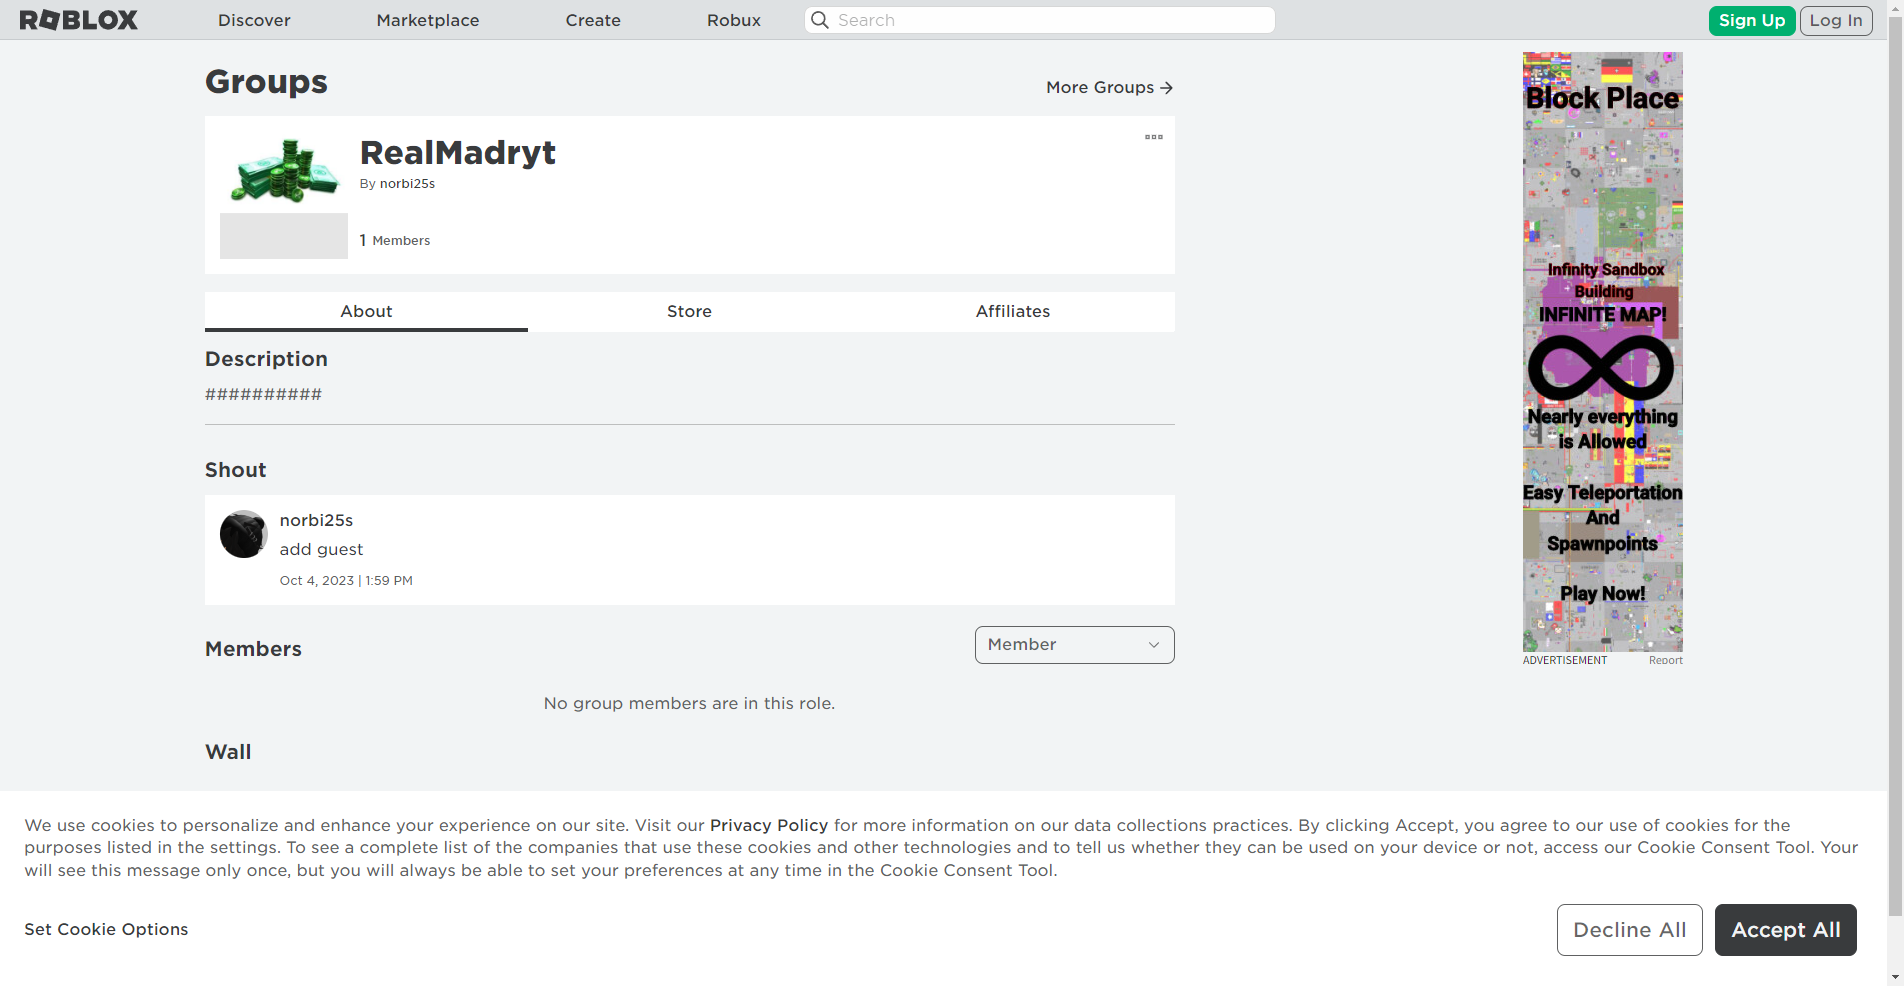 ROBLOX
Discover
Marketplace
Create
Robux
Search
Sign Up
Log In
Groups
More Groups
RealMadryt
By norbi25s
1 Members
About
Store
Affiliates
Description
##########
Shout
norbi25s
add guest
Oct 4, 2023 | 1:59 PM
Members
Member
No group members are in this role.
Wall
Block Place
Infinity Sandbox
Building
INFINITE MAP!
Nearly everything
is Allowed
Easy Teleportation
And
Spawnpoints
Play Now!
ADVERTISEMENT
Report
We use cookies to personalize and enhance your experience on our site. Visit our Privacy Policy for more information on our data collections practices. By clicking Accept, you agree to our use of cookies for the
purposes listed in the settings. To see a complete list of the companies that use these cookies and other technologies and to tell us whether they can be used on your device or not, access our Cookie Consent Tool. Your
will see this message only once, but you will always be able to set your preferences at any time in the Cookie Consent Tool.
Set Cookie Options
Decline All
Accept All